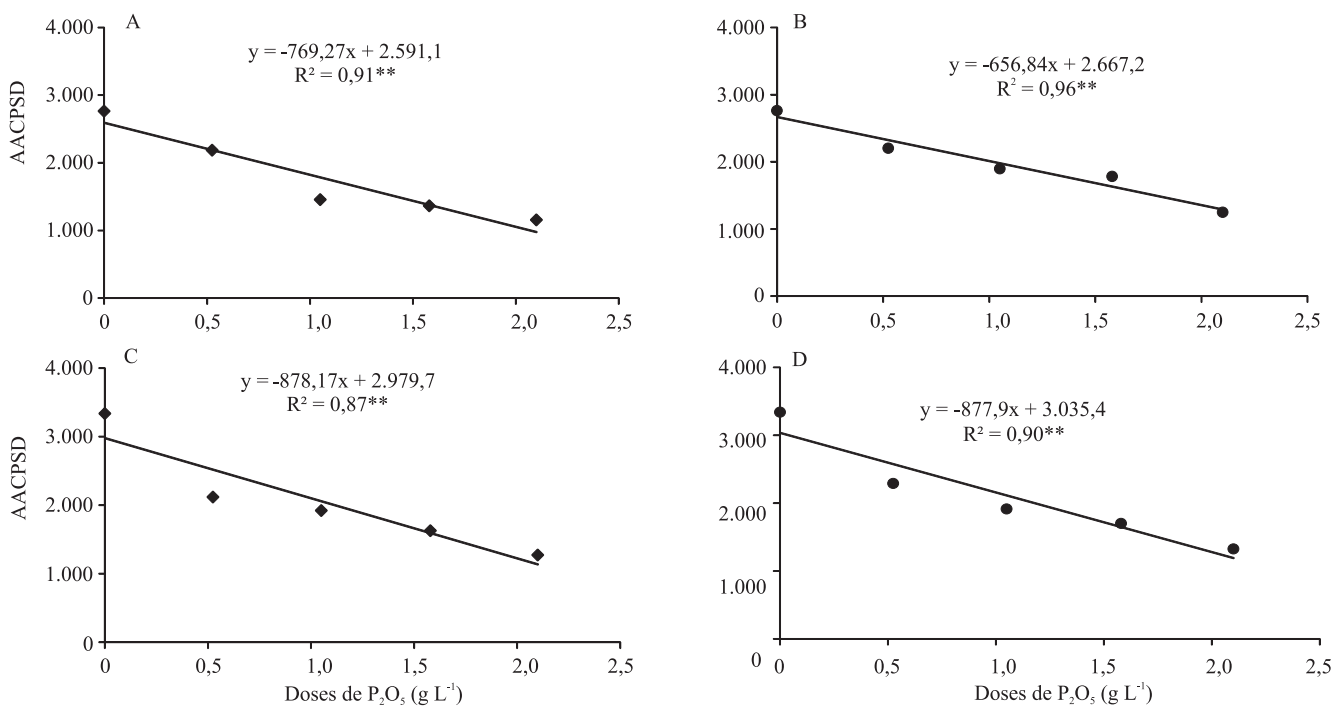 A
4.000
y = -769,27x + 2.591,1
R² = 0,91**
3.000
AACPSD
2.000
1.000
0
0 0,5 1,0 1,5 2,0 2,5
B
4.000
y = -656,84x + 2.667,2
R² = 0,96**
3.000
2.000
1.000
0
0 0,5 1,0 1,5 2,0 2,5
C
4.000
y = -878,17x + 2.979,7
R² = 0,87**
3.000
AACPSD
2.000
1.000
0
0 0,5 1,0 1,5 2,0 2,5
Doses de P₂O₅ (g L⁻¹)
D
4.000
y = -877,9x + 3.035,4
R² = 0,90**
3.000
2.000
1.000
0
0 0,5 1,0 1,5 2,0 2,5
Doses de P₂O₅ (g L⁻¹)